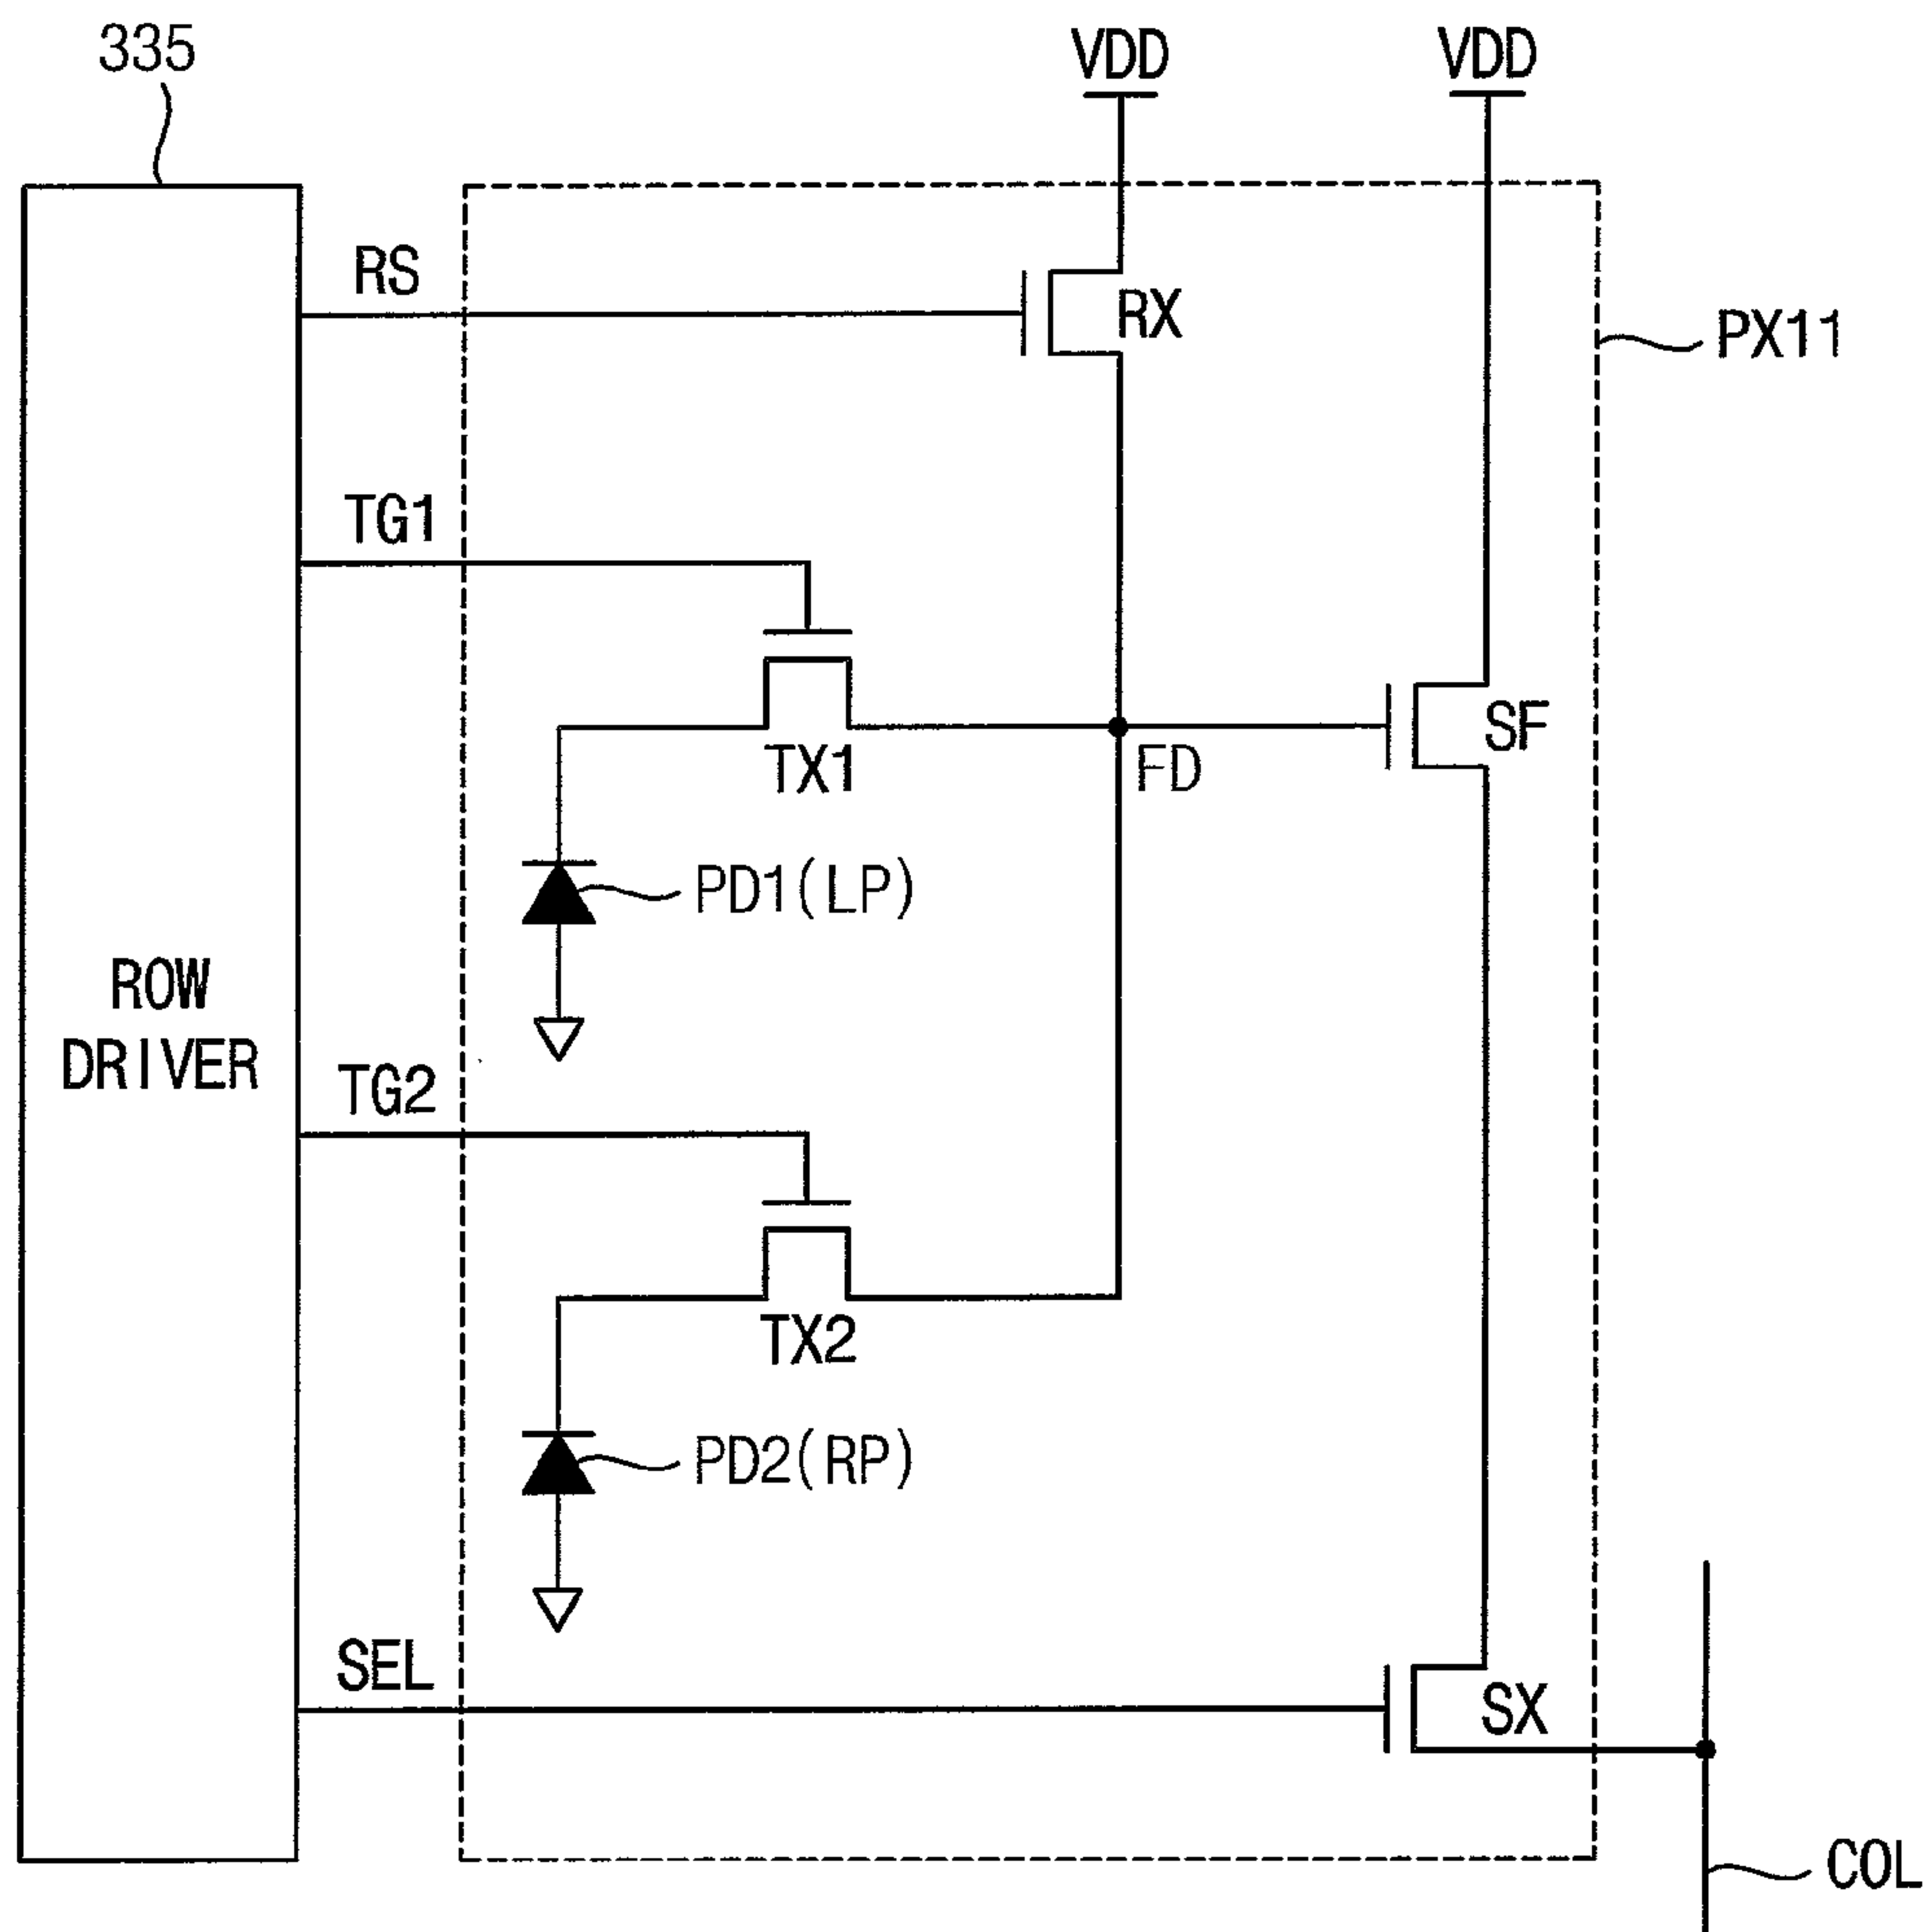 335
VDD
VDD
RS
RX
PX11
TG1
TX1
FD
SF
PD1(LP)
ROW
DRIVER
TG2
TX2
PD2(RP)
SEL
SX
COL